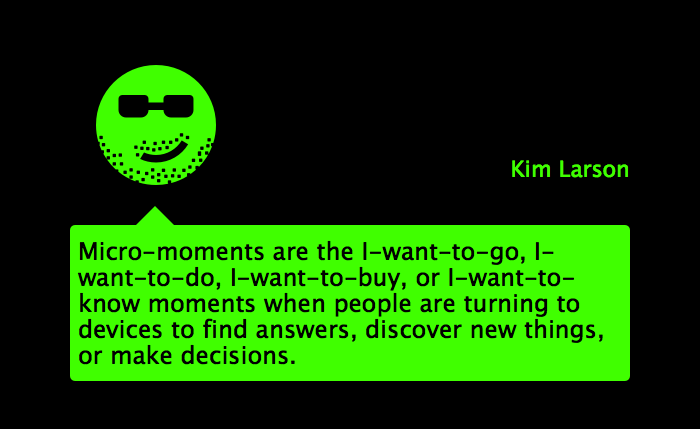 Kim Larson
Micro-moments are the I-want-to-go, I-
want-to-do, I-want-to-buy, or I-want-to-
know moments when people are turning to
devices to find answers, discover new things,
or make decisions.